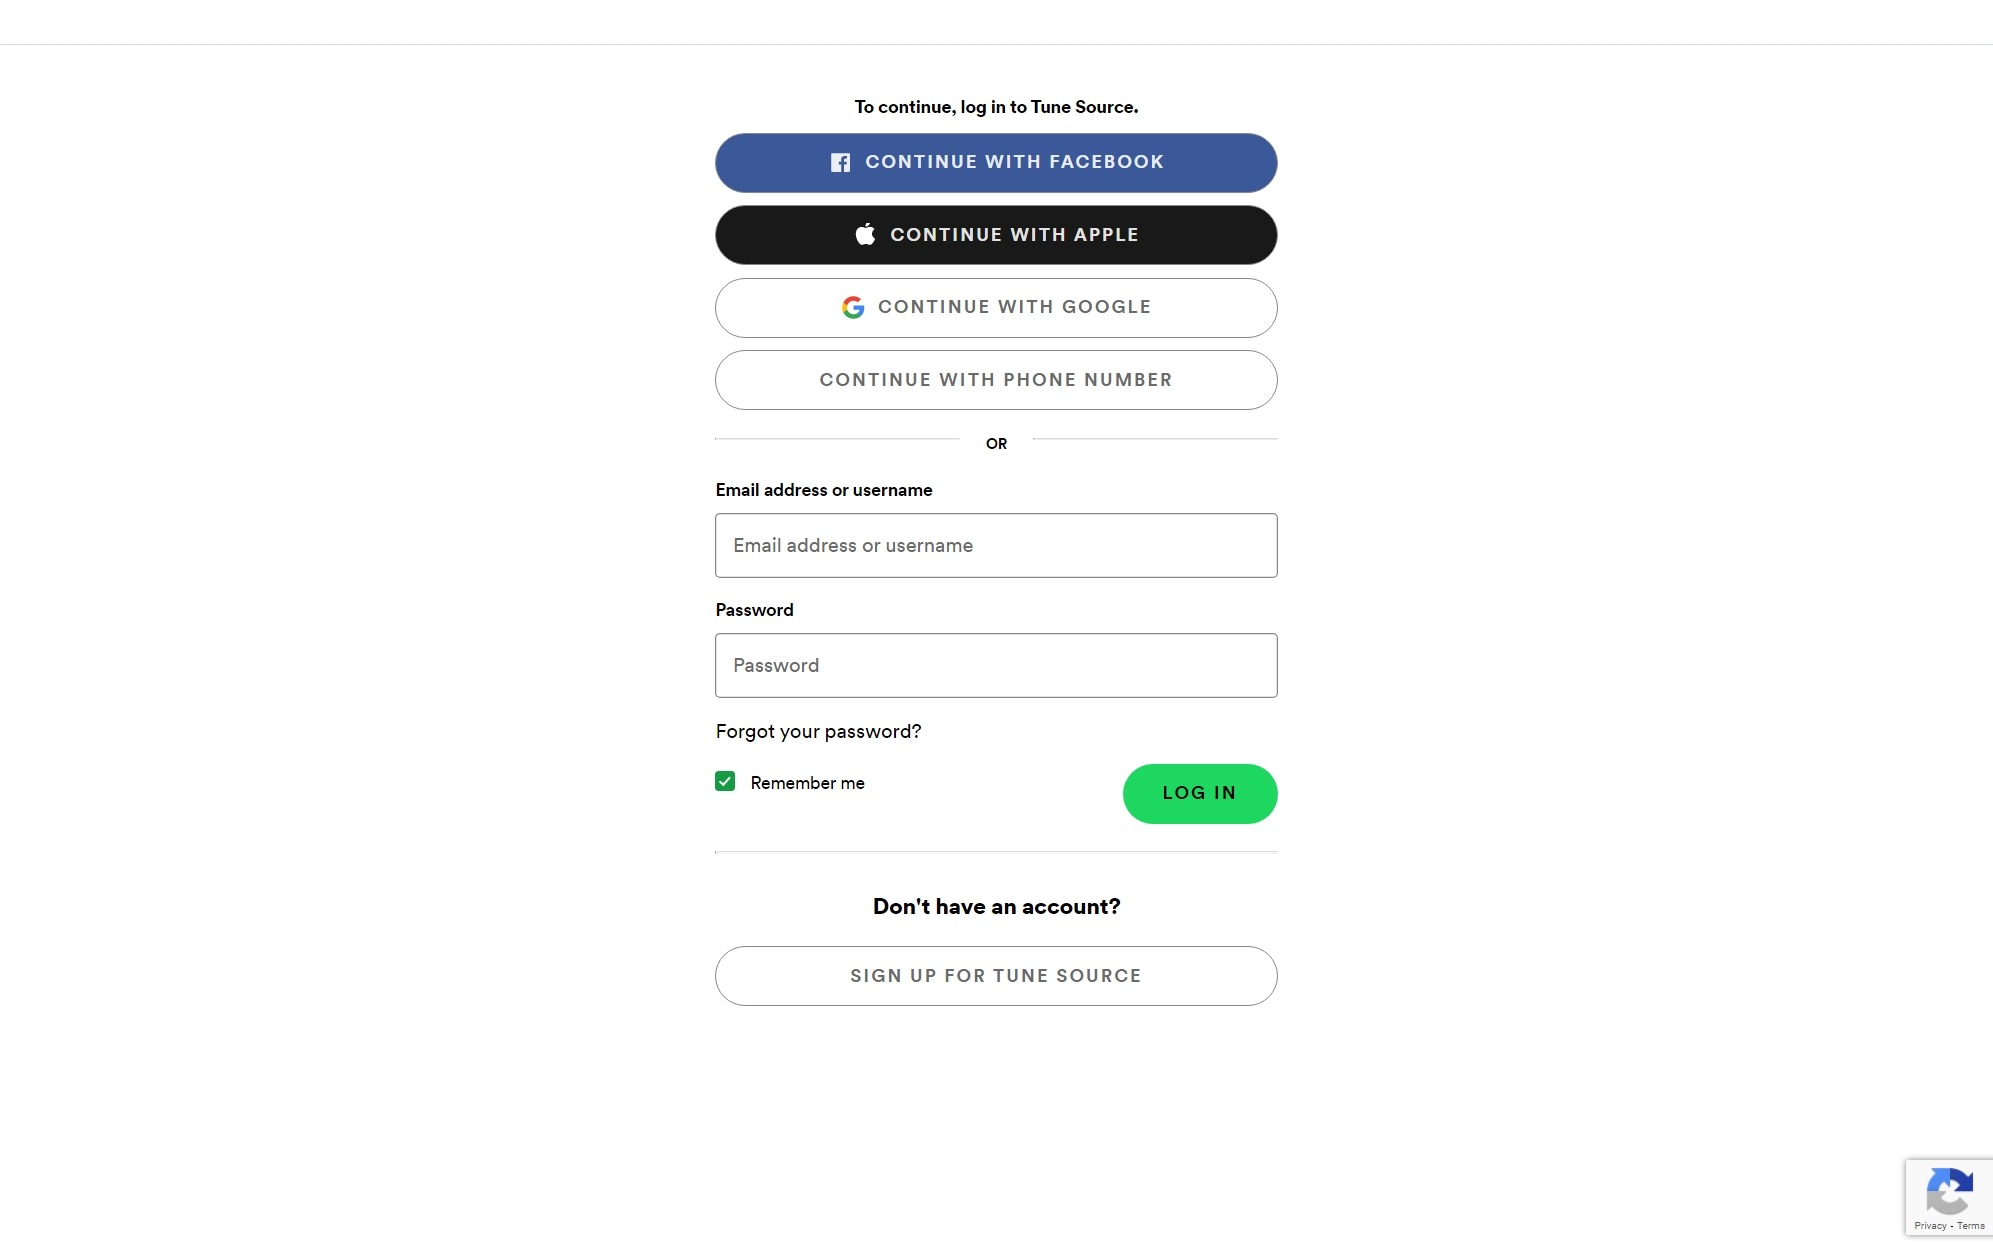 To continue, log in to Tune Source.
CONTINUE WITH FACEBOOK
CONTINUE WITH APPLE
CONTINUE WITH GOOGLE
CONTINUE WITH PHONE NUMBER
OR
Email address or username
Email address or username
Password
Password
Forgot your password?
Remember me
LOG IN
Don't have an account?
SIGN UP FOR TUNE SOURCE
Privacy - Terms